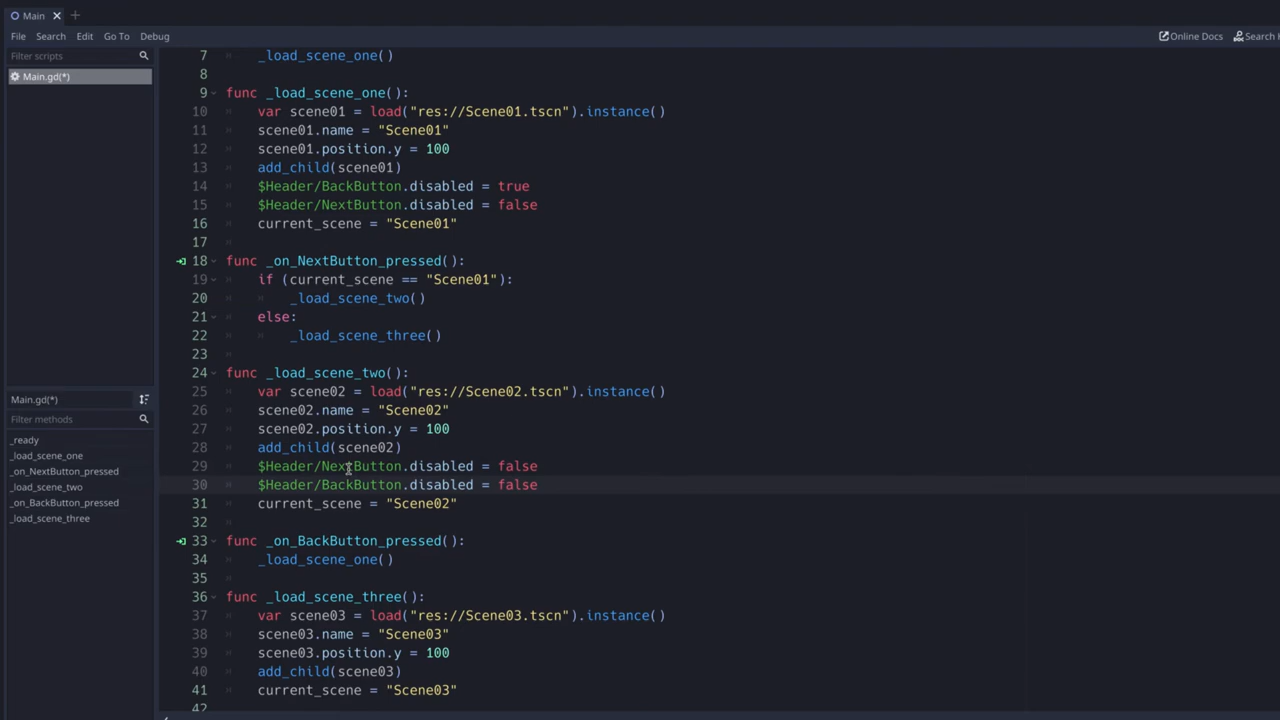 Main
File Search Edit Go To Debug
Online Docs Search H
Filter scripts
Main.gd(*)
Main.gd(*)
Filter methods
_ready
_load_scene_one
_on_NextButton_pressed
_load_scene_two
_on_BackButton_pressed
_load_scene_three
7 _load_scene_one()
8
9 func _load_scene_one():
10 var scene01 = load("res://Scene01.tscn").instance()
11 scene01.name = "Scene01"
12 scene01.position.y = 100
13 add_child(scene01)
14 $Header/BackButton.disabled = true
15 $Header/NextButton.disabled = false
16 current_scene = "Scene01"
17
18 func _on_NextButton_pressed():
19 if (current_scene == "Scene01"):
20 _load_scene_two()
21 else:
22 _load_scene_three()
23
24 func _load_scene_two():
25 var scene02 = load("res://Scene02.tscn").instance()
26 scene02.name = "Scene02"
27 scene02.position.y = 100
28 add_child(scene02)
29 $Header/NextButton.disabled = false
30 $Header/BackButton.disabled = false
31 current_scene = "Scene02"
32
33 func _on_BackButton_pressed():
34 _load_scene_one()
35
36 func _load_scene_three():
37 var scene03 = load("res://Scene03.tscn").instance()
38 scene03.name = "Scene03"
39 scene03.position.y = 100
40 add_child(scene03)
41 current_scene = "Scene03"
42